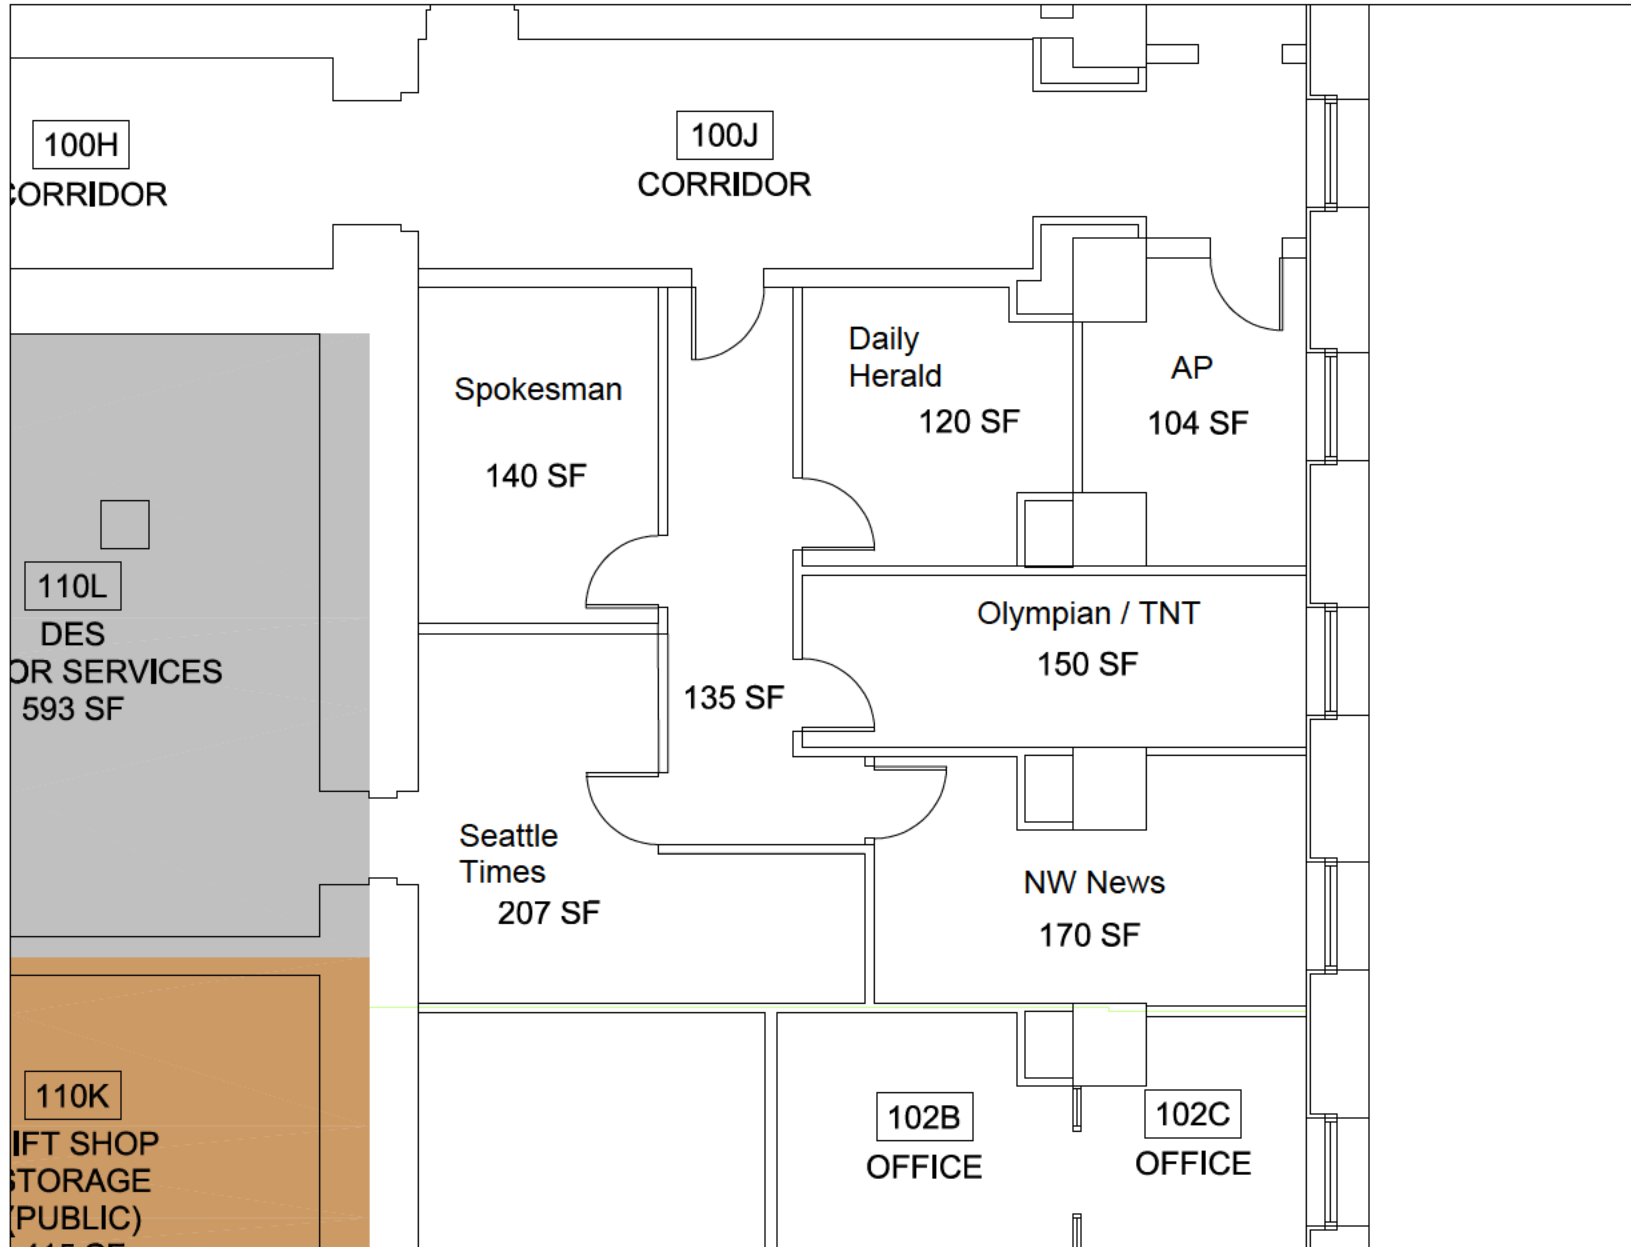 100H
CORRIDOR
100J
CORRIDOR
Spokesman
140 SF
Daily
Herald
120 SF
AP
104 SF
110L
DES
OR SERVICES
593 SF
135 SF
Olympian / TNT
150 SF
Seattle
Times
207 SF
NW News
170 SF
110K
IFT SHOP
STORAGE
(PUBLIC)
102B
OFFICE
102C
OFFICE